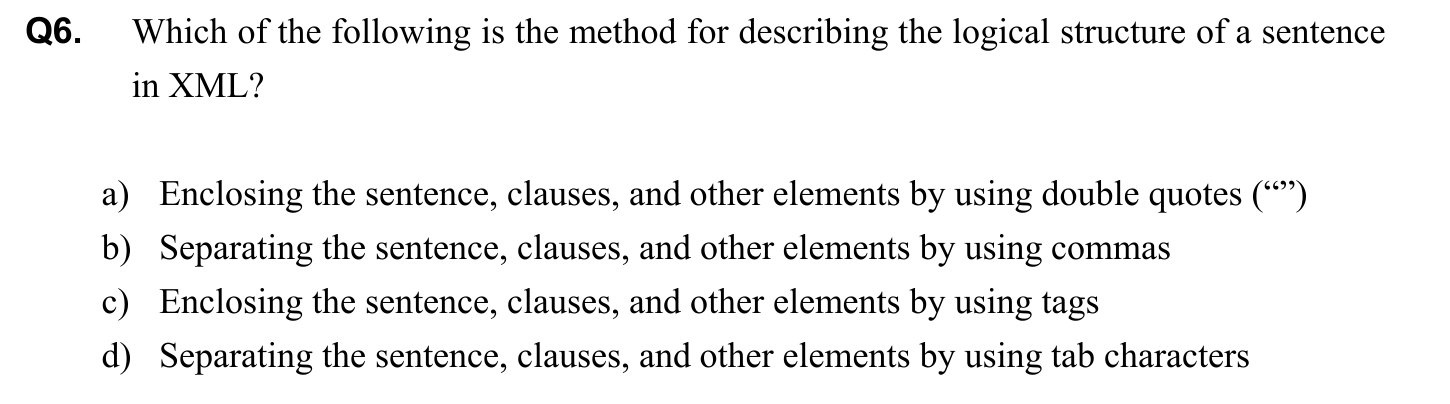 Q6. Which of the following is the method for describing the logical structure of a sentence
in XML?
a) Enclosing the sentence, clauses, and other elements by using double quotes (“”)
b) Separating the sentence, clauses, and other elements by using commas
c) Enclosing the sentence, clauses, and other elements by using tags
d) Separating the sentence, clauses, and other elements by using tab characters